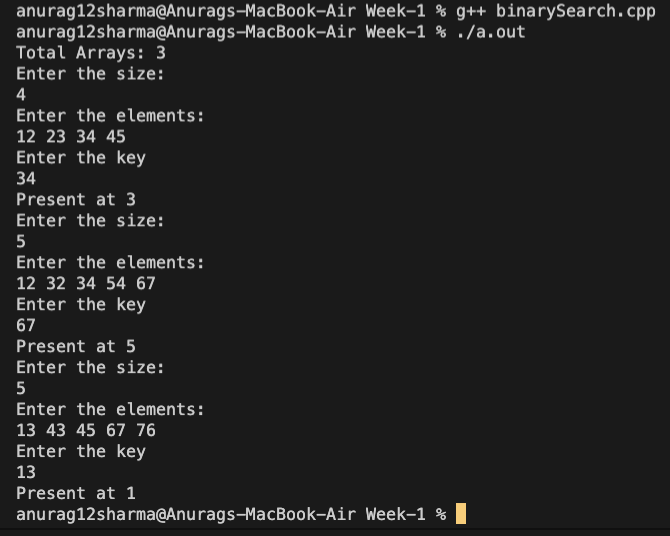 anurag12sharma@Anurags-MacBook-Air Week-1 % g++ binarySearch.cpp
anurag12sharma@Anurags-MacBook-Air Week-1 % ./a.out
Total Arrays: 3
Enter the size:
4
Enter the elements:
12 23 34 45
Enter the key
34
Present at 3
Enter the size:
5
Enter the elements:
12 32 34 54 67
Enter the key
67
Present at 5
Enter the size:
5
Enter the elements:
13 43 45 67 76
Enter the key
13
Present at 1
anurag12sharma@Anurags-MacBook-Air Week-1 %